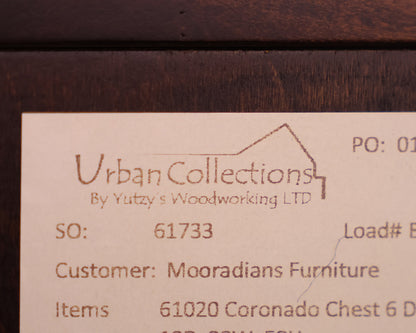 Urban Collections
PO: 01
By Yutzy's Woodworking LTD
SO: 61733 Load#
Customer: Mooradians Furniture
Items 61020 Coronado Chest 6 D